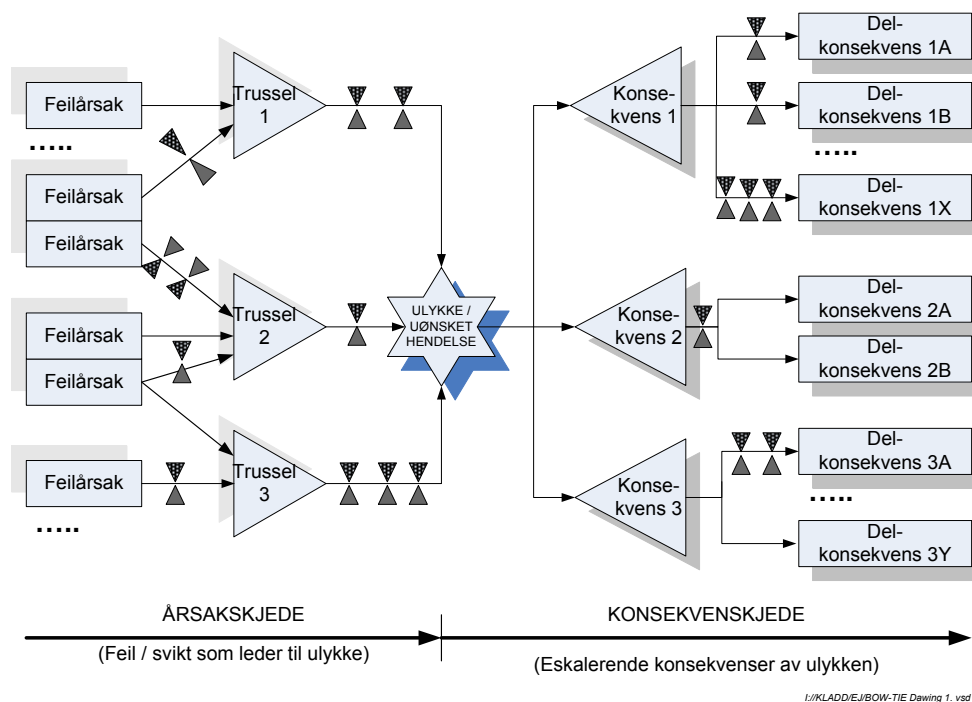 Feilårsak
.....
Feilårsak
Feilårsak
Feilårsak
Feilårsak
Feilårsak
.....
Trussel
1
Trussel
2
Trussel
3
ULYKKE /
UØNSKET
HENDELSE
Konse-
kvens 1
Konse-
kvens 2
Konse-
kvens 3
Del-
konsekvens 1A
Del-
konsekvens 1B
.....
Del-
konsekvens 1X
Del-
konsekvens 2A
Del-
konsekvens 2B
Del-
konsekvens 3A
.....
Del-
konsekvens 3Y
ÅRSAKSKJEDE
(Feil / svikt som leder til ulykke)
KONSEKVENSKJEDE
(Eskalerende konsekvenser av ulykken)
I://KLADD/EJ/BOW-TIE Dawing 1. vsd